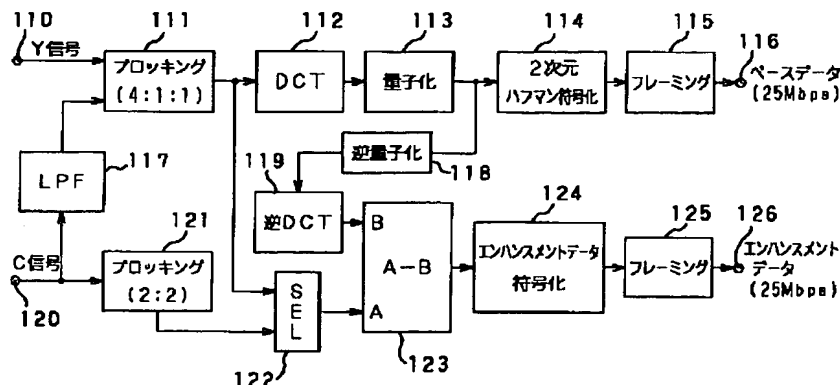 110
Y信号
111
ブロッキング
(4:1:1)
112
DCT
113
量子化
114
2次元
ハフマン符号化
115
フレーミング
116
ベースデータ
(25Mbps)
LPF
117
119
逆DCT
逆量子化
118
C信号
120
121
ブロッキング
(2:2)
SEL
122
B
A-B
A
123
124
エンハンスメントデータ
符号化
125
フレーミング
126
エンハンスメント
データ
(25Mbps)